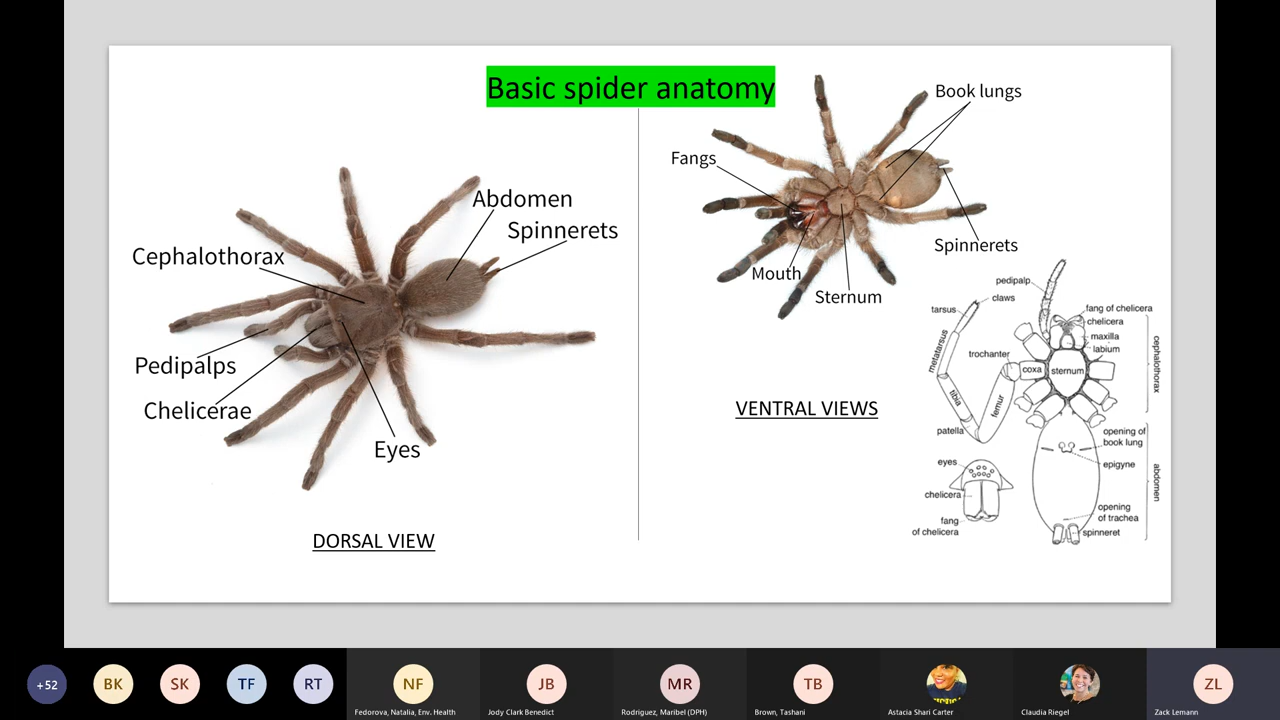 Basic spider anatomy
Abdomen
Spinnerets
Cephalothorax
Pedipalps
Chelicerae
Eyes
DORSAL VIEW
Book lungs
Fangs
Spinnerets
Mouth
Sternum
VENTRAL VIEWS
pedipalp
claws
tarsus
metatarsus
trochanter
tibia
femur
patella
coxa
sternum
fang of chelicera
chelicera
maxilla
labium
cephalothorax
opening of
book lung
epigyne
abdomen
opening
of trachea
spinneret
eyes
chelicera
fang
of chelicera
+52
BK
SK
TF
RT
NF
JB
MR
TB
ZL
Fedorova, Natalia, Env. Health
Jody Clark Benedict
Rodriguez, Maribel (DPH)
Brown, Tashani
Astacia Shari Carter
Claudia Riegel
Zack Lemann